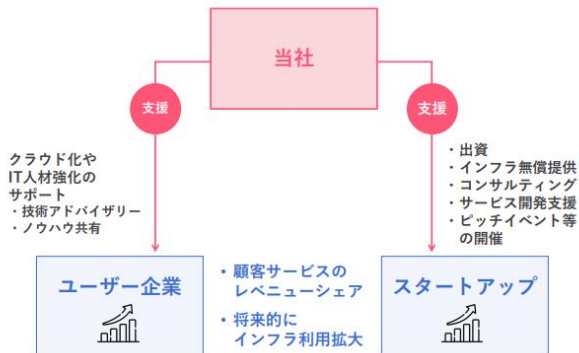 当社
支援
支援
クラウド化や
IT人材強化の
サポート
・技術アドバイザリー
・ノウハウ共有
・出資
・インフラ無償提供
・コンサルティング
・サービス開発支援
・ピッチイベント等
の開催
ユーザー企業
・顧客サービスの
レベニューシェア
・将来的に
インフラ利用拡大
スタートアップ